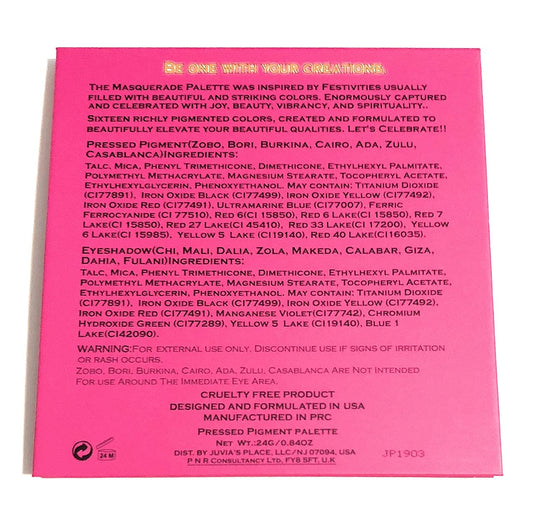 Be one with your creations.
The Masquerade Palette was inspired by Festivities usually
filled with beautiful and striking colors. Enormously captured
and celebrated with joy, beauty, vibrancy, and spirituality..
Sixteen richly pigmented colors, created and formulated to
beautifully elevate your beautiful qualities. Let's Celebrate!!
Pressed Pigment(Zobo, Bori, Burkina, Cairo, Ada, Zulu,
Casablanca)Ingredients:
Talc, Mica, Phenyl Trimethicone, Dimethicone, Ethylhexyl Palmitate,
Polymethyl Methacrylate, Magnesium Stearate, Tocopheryl Acetate,
Ethylhexylglycerin, Phenoxyethanol. May contain: Titanium Dioxide
(CI77891), Iron Oxide Black (CI77499), Iron Oxide Yellow (CI77492),
Iron Oxide Red (CI77491), Ultramarine Blue (CI77007), Ferric
Ferrocyanide (CI 77510), Red 6(CI 15850), Red 6 Lake(CI 15850), Red 7
Lake(CI 15850), Red 27 Lake(CI 45410), Red 33 Lake(CI 17200), Yellow
6 Lake(CI 15985), Yellow 5 Lake (CI19140), Red 40 Lake(CI16035).
Eyeshadow(Chi, Mali, Dalia, Zola, Makeda, Calabar, Giza,
Dahia, Fulani)Ingredients:
Talc, Mica, Phenyl Trimethicone, Dimethicone, Ethylhexyl Palmitate,
Polymethyl Methacrylate, Magnesium Stearate, Tocopheryl Acetate,
Ethylhexylglycerin, Phenoxyethanol. May contain: Titanium Dioxide
(CI77891), Iron Oxide Black (CI77499), Iron Oxide Yellow (CI77492),
Iron Oxide Red (CI77491), Manganese Violet(CI77742), Chromium
Hydroxide Green (CI77289), Yellow 5 Lake (CI19140), Blue 1
Lake(CI42090).
WARNING:For external use only. Discontinue use if signs of irritation
or rash occurs.
Zobo, Bori, Burkina, Cairo, Ada, Zulu, Casablanca Are Not Intended
For use Around The Immediate Eye Area.
CRUELTY FREE PRODUCT
DESIGNED AND FORMULATED IN USA
MANUFACTURED IN PRC
Pressed Pigment palette
Net Wt.:24G/0.84OZ
DIST. BY JUVIA'S PLACE, LLC/NJ 07094, USA
P N R Consultancy Ltd, FY8 5FT, U.K
24 M
JP1903